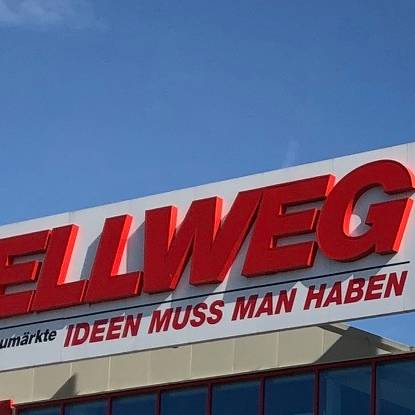 ELLWEG
umärkte IDEEN MUSS MAN HABEN